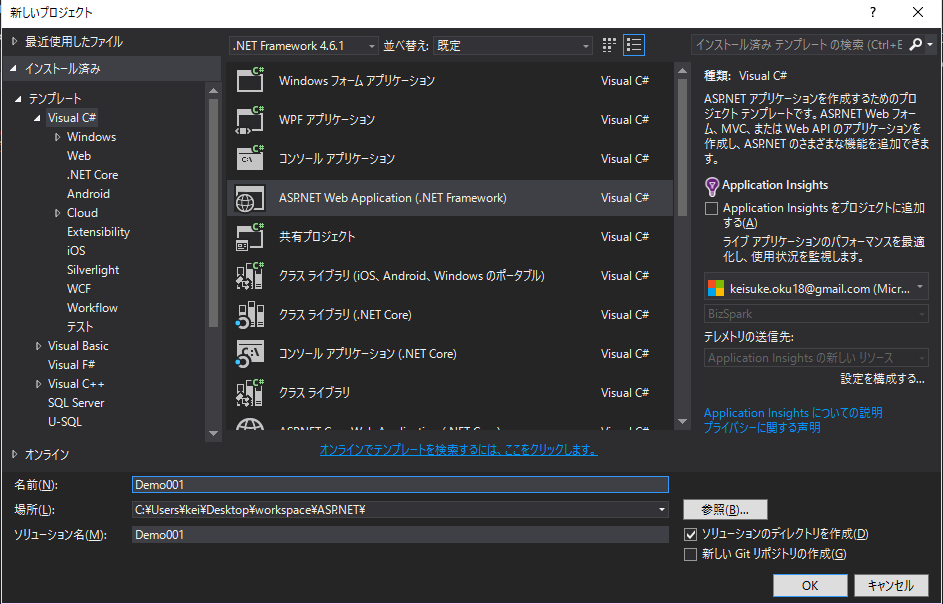 新しいプロジェクト
? ×
最近使用したファイル
.NET Framework 4.6.1
並べ替え: 既定
インストール済み テンプレート の検索 (Ctrl+E
インストール済み
テンプレート
Visual C#
Windows
Web
.NET Core
Android
Cloud
Extensibility
iOS
Silverlight
WCF
Workflow
テスト
Visual Basic
Visual F#
Visual C++
SQL Server
U-SQL
オンライン
Windows フォーム アプリケーション Visual C#
WPF アプリケーション Visual C#
コンソール アプリケーション Visual C#
ASP.NET Web Application (.NET Framework) Visual C#
共有プロジェクト Visual C#
クラス ライブラリ (iOS、Android、Windows のポータブル) Visual C#
クラス ライブラリ (.NET Core) Visual C#
コンソール アプリケーション (.NET Core) Visual C#
クラス ライブラリ Visual C#
ASP.NET Core Web Application (.NET Core) Visual C#
オンラインでテンプレートを検索するには、ここをクリックします。
種類: Visual C#
ASP.NET アプリケーションを作成するためのプロ
ジェクト テンプレートです。ASP.NET Web フォー
ム、MVC、または Web API のアプリケーションを
作成し、ASP.NET のさまざまな機能を追加できま
す。
Application Insights
Application Insights をプロジェクトに追加
する(A)
ライブ アプリケーションのパフォーマンスを最適
化し、使用状況を監視します。
keisuke.oku18@gmail.com (Micr...
BizSpark
テレメトリの送信先:
Application Insights の新しい リソース
設定を構成する...
Application Insights についての説明
プライバシーに関する声明
名前(N): Demo001
場所(L): C:¥Users¥kei¥Desktop¥workspace¥ASP.NET¥
参照(B)...
ソリューション名(M): Demo001
ソリューションのディレクトリを作成(D)
新しい Git リポジトリの作成(G)
OK
キャンセル